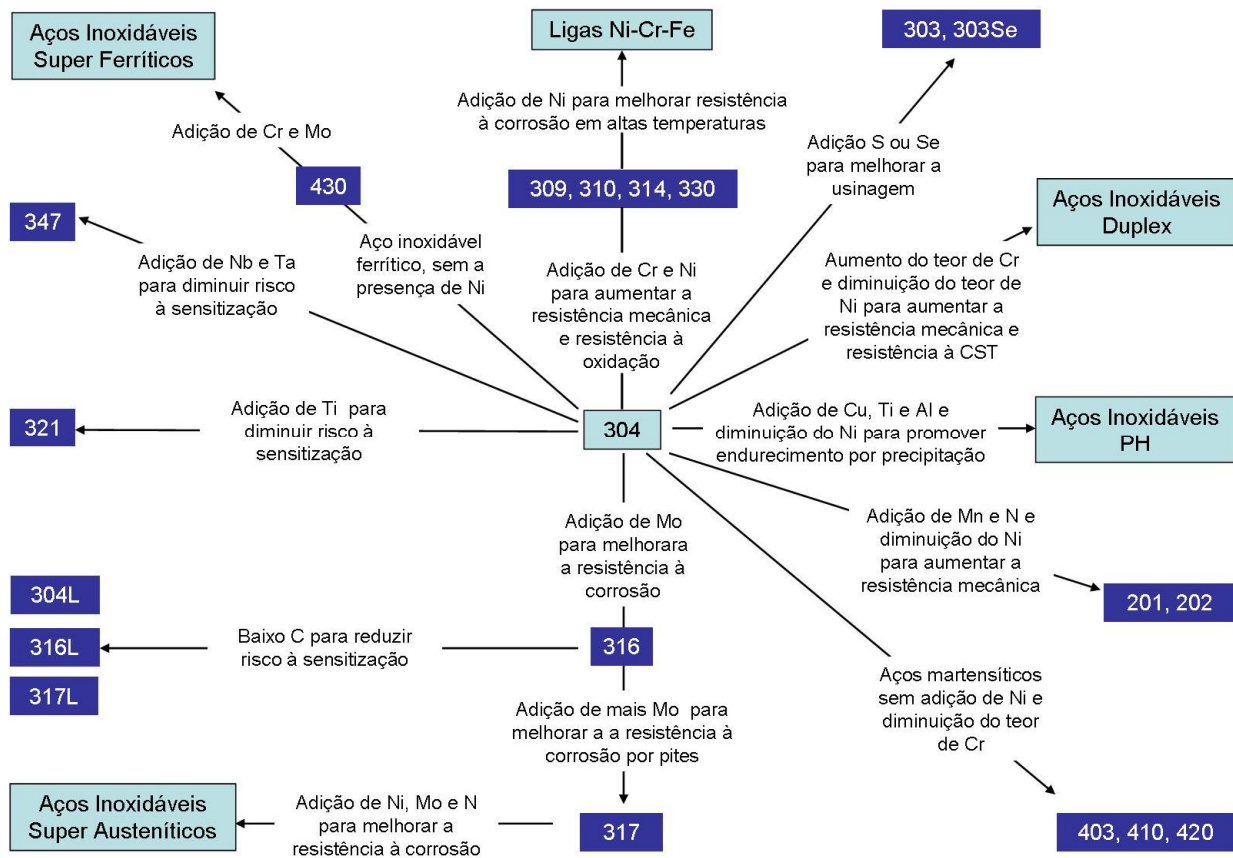 Aços Inoxidáveis
Super Ferríticos
Ligas Ni-Cr-Fe
303, 303Se
Adição de Cr e Mo
Adição de Ni para melhorar resistência
à corrosão em altas temperaturas
Adição S ou Se
para melhorar a
usinagem
430
309, 310, 314, 330
347
Aços Inoxidáveis
Duplex
Adição de Nb e Ta
para diminuir risco
à sensitização
Aço inoxidável
ferrítico, sem a
presença de Ni
Adição de Cr e Ni
para aumentar a
resistência mecânica
e resistência à
oxidação
Aumento do teor de Cr
e diminuição do teor de
Ni para aumentar a
resistência mecânica e
resistência à CST
321
Adição de Ti para
diminuir risco à
sensitização
304
Adição de Cu, Ti e Al e
diminuição do Ni para promover
endurecimento por precipitação
Aços Inoxidáveis
PH
Adição de Mo
para melhorara
a resistência à
corrosão
Adição de Mn e N e
diminuição do Ni
para aumentar a
resistência mecânica
201, 202
304L
316L
317L
Baixo C para reduzir
risco à sensitização
316
Aços martensíticos
sem adição de Ni e
diminuição do teor
de Cr
Adição de mais Mo para
melhorar a a resistência à
corrosão por pites
Aços Inoxidáveis
Super Austeníticos
Adição de Ni, Mo e N
para melhorar a
resistência à corrosão
317
403, 410, 420